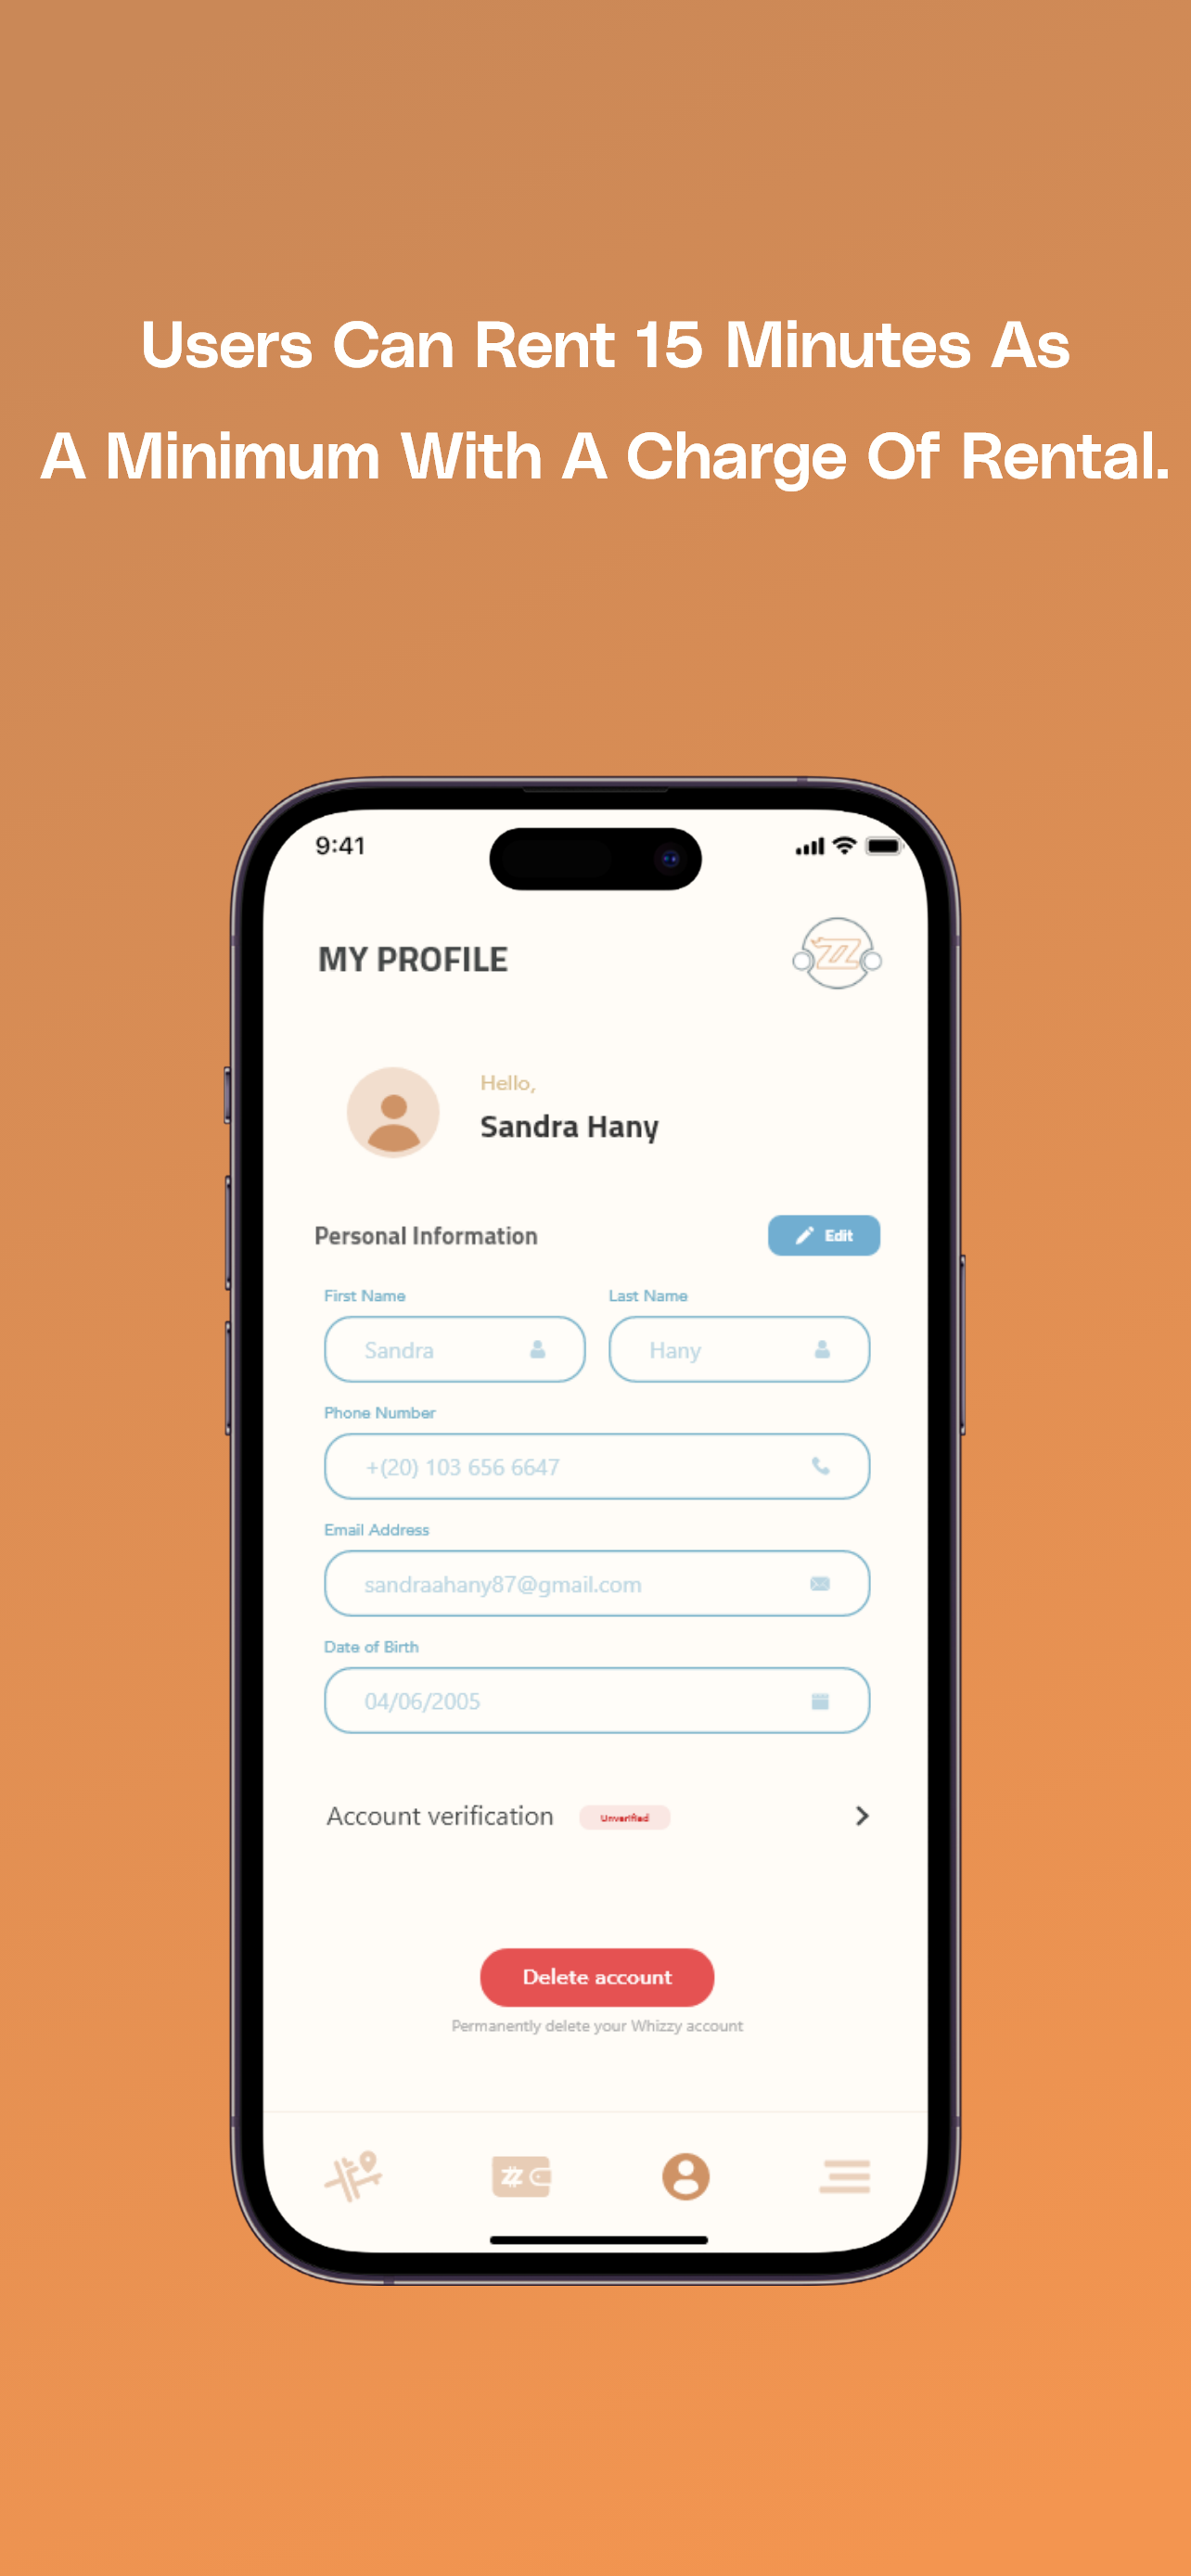 Users Can Rent 15 Minutes As
A Minimum With A Charge Of Rental.
9:41
MY PROFILE
ZZ
Hello,
Sandra Hany
Personal Information
Edit
First Name
Last Name
Sandra
Hany
Phone Number
+(20) 103 656 6647
Email Address
sandraahany87@gmail.com
Date of Birth
04/06/2005
Account verification
Unverified
Delete account
Permanently delete your Whizzy account
ZZ